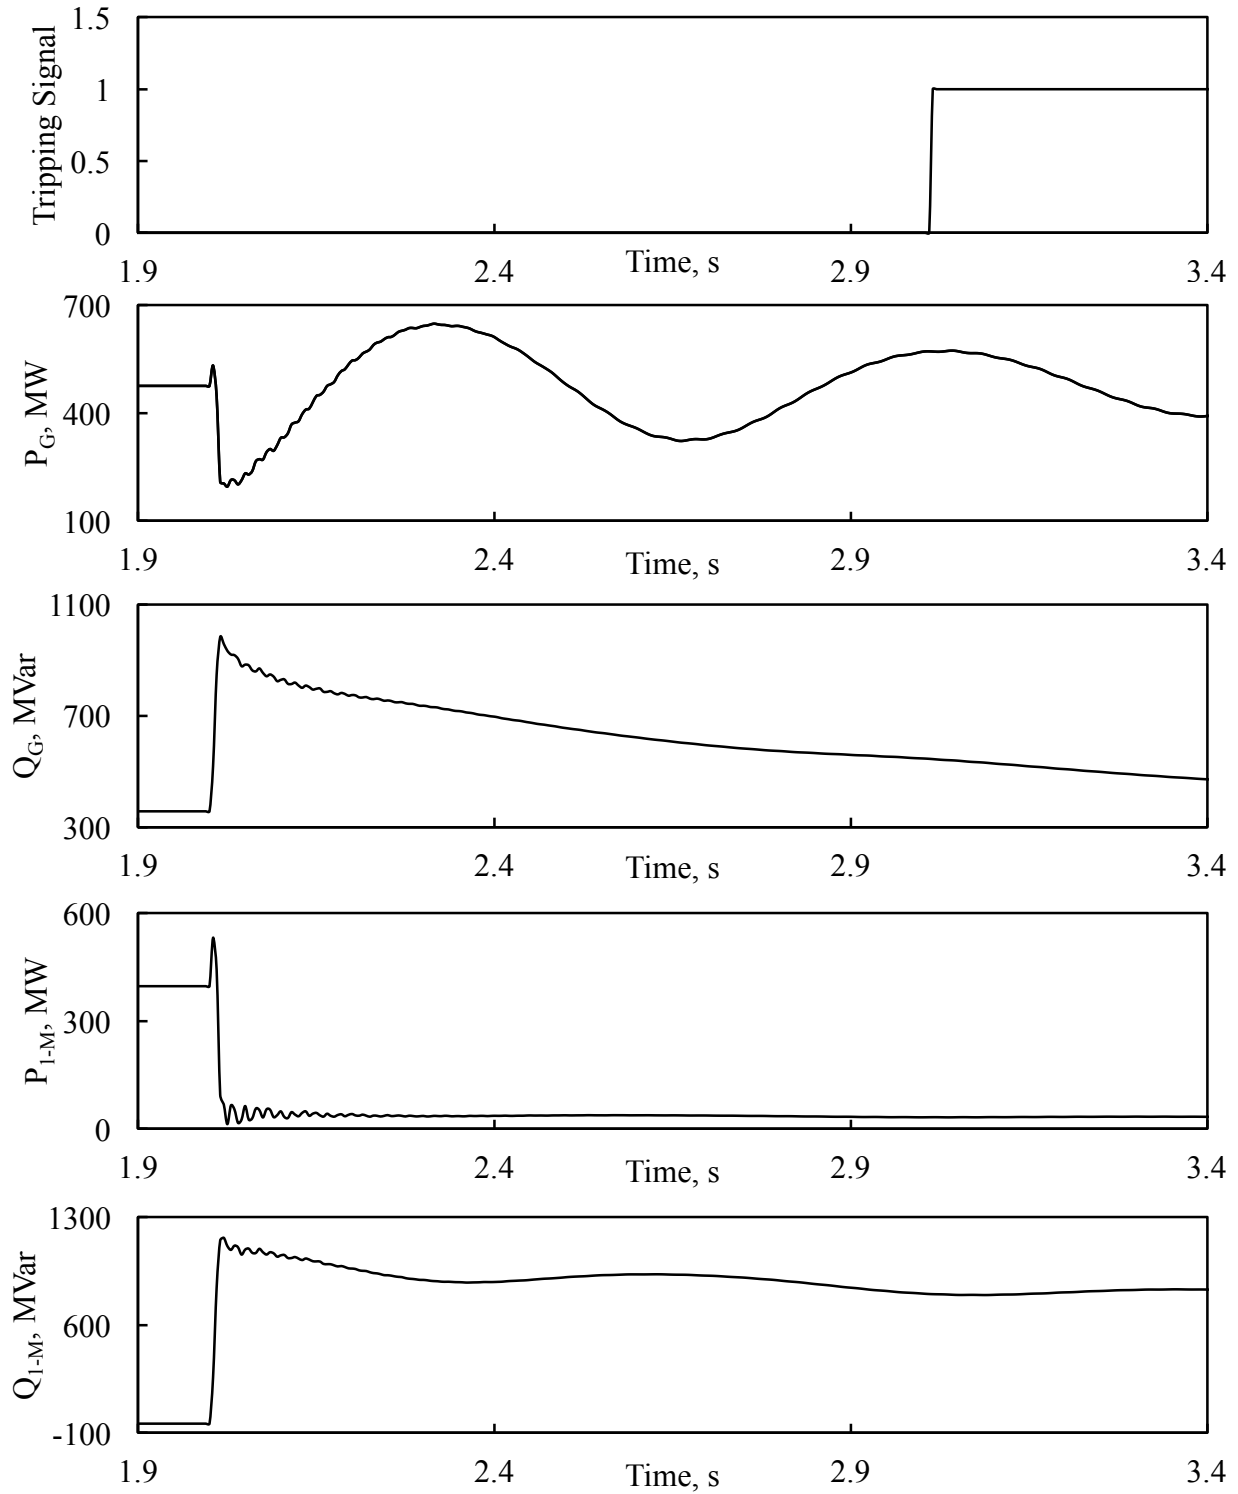 1.5
1
0.5
0
Tripping Signal
1.9 2.4 2.9 3.4
Time, s
700
400
100
P_G, MW
1.9 2.4 2.9 3.4
Time, s
1100
700
300
Q_G, MVar
1.9 2.4 2.9 3.4
Time, s
600
300
0
P_1-M, MW
1.9 2.4 2.9 3.4
Time, s
1300
600
-100
Q_1-M, MVar
1.9 2.4 2.9 3.4
Time, s